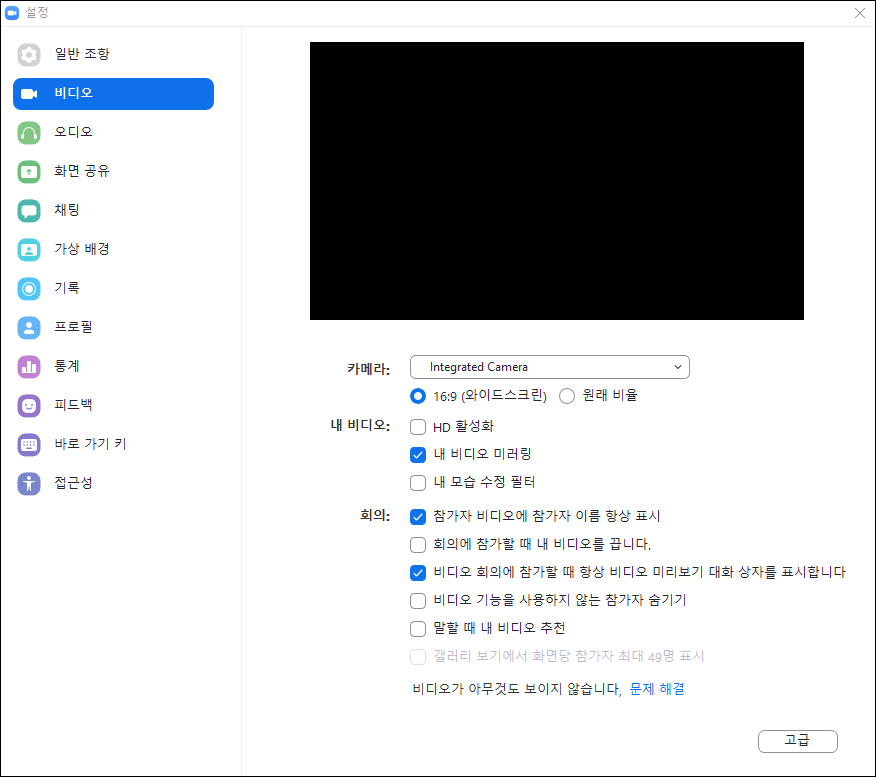 설정
일반 조항
비디오
오디오
화면 공유
채팅
가상 배경
기록
프로필
통계
피드백
바로 가기 키
접근성
카메라: Integrated Camera
16:9 (와이드스크린) 원래 비율
내 비디오: HD 활성화
내 비디오 미러링
내 모습 수정 필터
회의: 참가자 비디오에 참가자 이름 항상 표시
회의에 참가할 때 내 비디오를 끕니다.
비디오 회의에 참가할 때 항상 비디오 미리보기 대화 상자를 표시합니다
비디오 기능을 사용하지 않는 참가자 숨기기
말할 때 내 비디오 추천
갤러리 보기에서 화면당 참가자 최대 49명 표시
비디오가 아무것도 보이지 않습니다, 문제 해결
고급